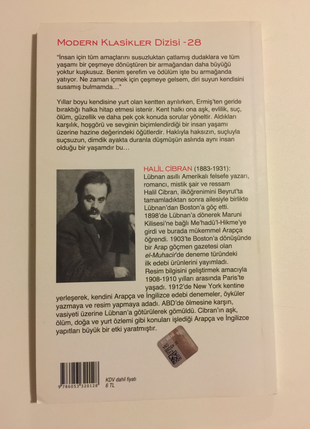 MODERN KLASİKLER DİZİSİ -28
"İnsan için tüm amaçlarını susuzluktan çatlamış dudaklara ve tüm
yaşamı bir çeşmeye dönüştüren bir armağandan daha büyüğü
yoktur kuşkusuz. Benim şerefim ve ödülüm işte bu armağanda
yatıyor. Ne zaman içmek için çeşmeye gelsem, diri suyun kendisini
susamış bulmamda..."
Yıllar boyu kendisine yurt olan kentten ayrılırken, Ermiş'ten geride
bıraktığı halka hitap etmesi istenir. Kent halkı ona aşk, evlilik, suç,
ölüm, güzellik ve daha pek çok konuda sorular yöneltir. Aldıkları
karşılık, hoşgörü ve sevginin biçimlendirdiği bir insan yaşamı
üzerine hazine değerindeki öğütlerdir. Haklıyla haksızın, suçluyla
suçsuzun, dimdik ayakta duranla düşmüşün aslında aynı insan
olduğu bir yaşamdır bu...
HALİL CİBRAN (1883-1931):
Lübnan asıllı Amerikalı felsefe yazarı,
romancı, mistik şair ve ressam
Halil Cibran, ilköğrenimini Beyrut'ta
tamamladıktan sonra ailesiyle birlikte
Lübnan'dan Boston'a göç etti.
1898'de Lübnan'a dönerek Maruni
Kilisesi'ne bağlı Me'hadü'l-Hikme'ye
girdi ve burada mükemmel Arapça
öğrendi. 1903'te Boston'a dönüşünde
bir Arap göçmen gazetesi olan
el-Muhacir'de deneme türündeki
ilk edebi ürünlerini yayımladı.
Resim bilgisini geliştirmek amacıyla
1908-1910 yılları arasında Paris'te
yaşadı. 1912'de New York kentine
yerleşerek, kendini Arapça ve İngilizce edebi denemeler, öyküler
yazmaya ve resim yapmaya adadı. ABD'de ölmesine karşın,
vasiyeti üzerine Lübnan'a götürülerek gömüldü. Cibran'ın aşk,
ölüm, doğa ve yurt özlemi gibi konuları işlediği Arapça ve İngilizce
yapıtları büyük bir etki yaratmıştır.
KDV dahil fiyatı
6 TL